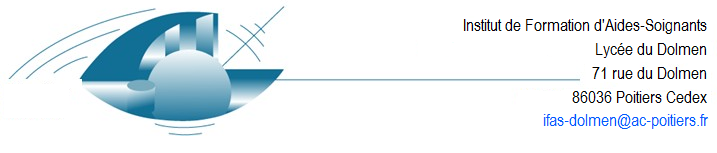 Institut de Formation d'Aides-Soignants
Lycée du Dolmen
71 rue du Dolmen
86036 Poitiers Cedex
ifas-dolmen@ac-poitiers.fr